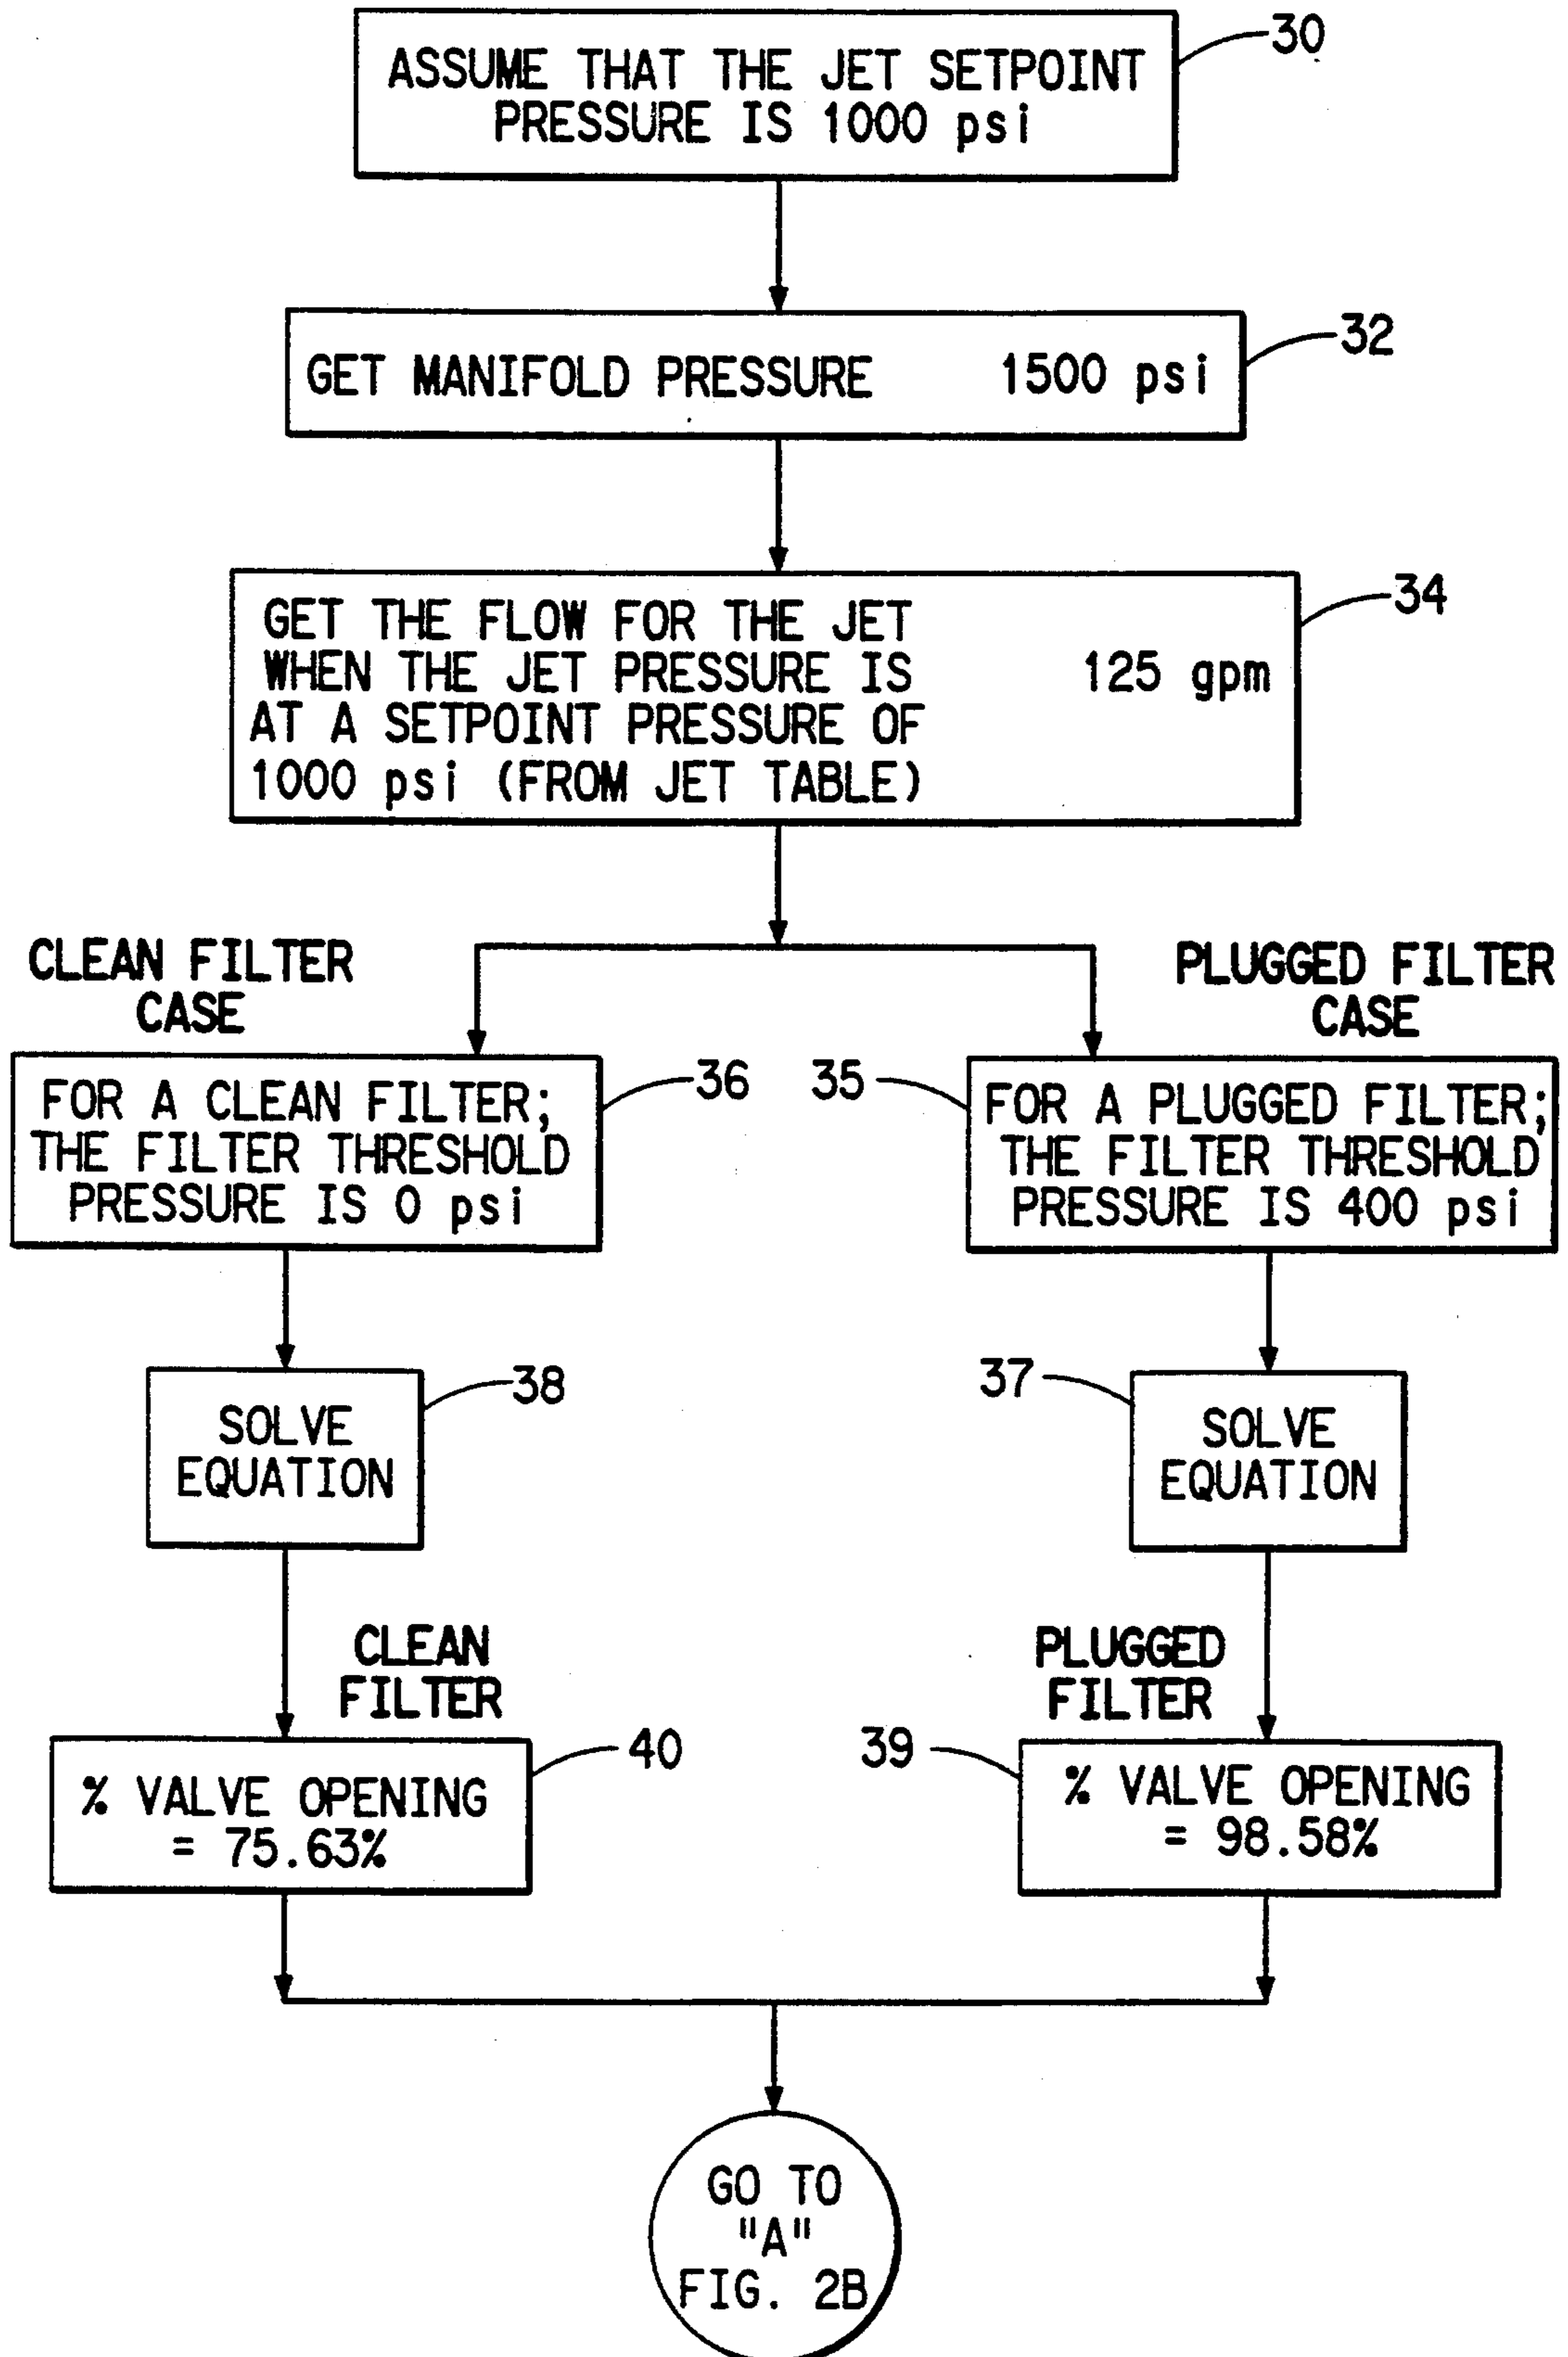 30
ASSUME THAT THE JET SETPOINT
PRESSURE IS 1000 psi
32
GET MANIFOLD PRESSURE 1500 psi
34
GET THE FLOW FOR THE JET
WHEN THE JET PRESSURE IS 125 gpm
AT A SETPOINT PRESSURE OF
1000 psi (FROM JET TABLE)
CLEAN FILTER
CASE
36
FOR A CLEAN FILTER;
THE FILTER THRESHOLD
PRESSURE IS 0 psi
38
SOLVE
EQUATION
CLEAN
FILTER
40
% VALVE OPENING
= 75.63%
PLUGGED FILTER
CASE
35
FOR A PLUGGED FILTER;
THE FILTER THRESHOLD
PRESSURE IS 400 psi
37
SOLVE
EQUATION
PLUGGED
FILTER
39
% VALVE OPENING
= 98.58%
GO TO
"A"
FIG. 2B